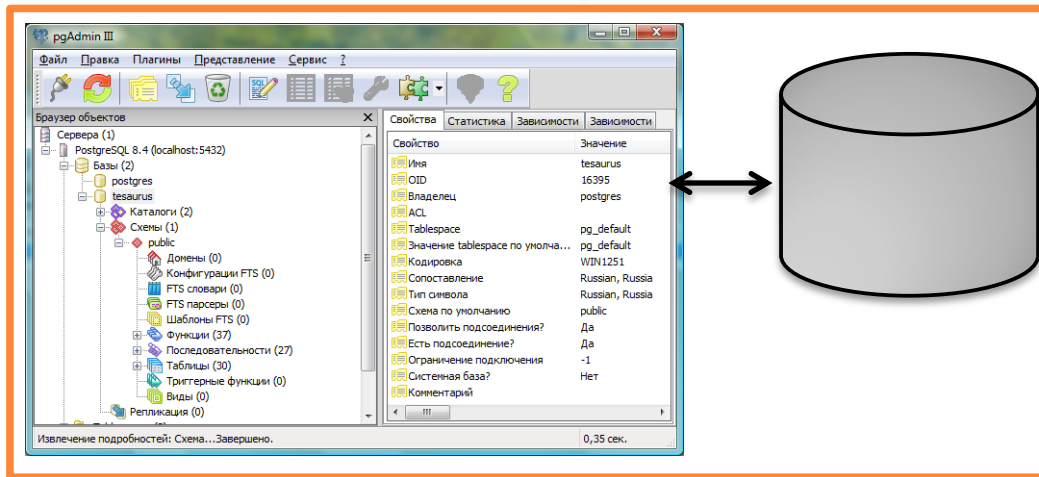 pgAdmin III
Файл Правка Плагины Представление Сервис ?
SQL
Браузер объектов X
Сервера (1)
PostgreSQL 8.4 (localhost:5432)
Базы (2)
postgres
tesaurus
Каталоги (2)
Схемы (1)
public
Домены (0)
Конфигурации FTS (0)
FTS словари (0)
FTS парсеры (0)
Шаблоны FTS (0)
Функции (37)
Последовательности (27)
Таблицы (30)
Триггерные функции (0)
Виды (0)
Репликация (0)
Свойства Статистика Зависимости Зависимости
Свойство Значение
Имя tesaurus
OID 16395
Владелец postgres
ACL
Tablespace pg_default
Значение tablespace по умолча... pg_default
Кодировка WIN1251
Сопоставление Russian, Russia
Тип символа Russian, Russia
Схема по умолчанию public
Позволить подсоединения? Да
Есть подсоединение? Да
Ограничение подключения -1
Системная база? Нет
Комментарий
Извлечение подробностей: Схема...Завершено. 0,35 сек.